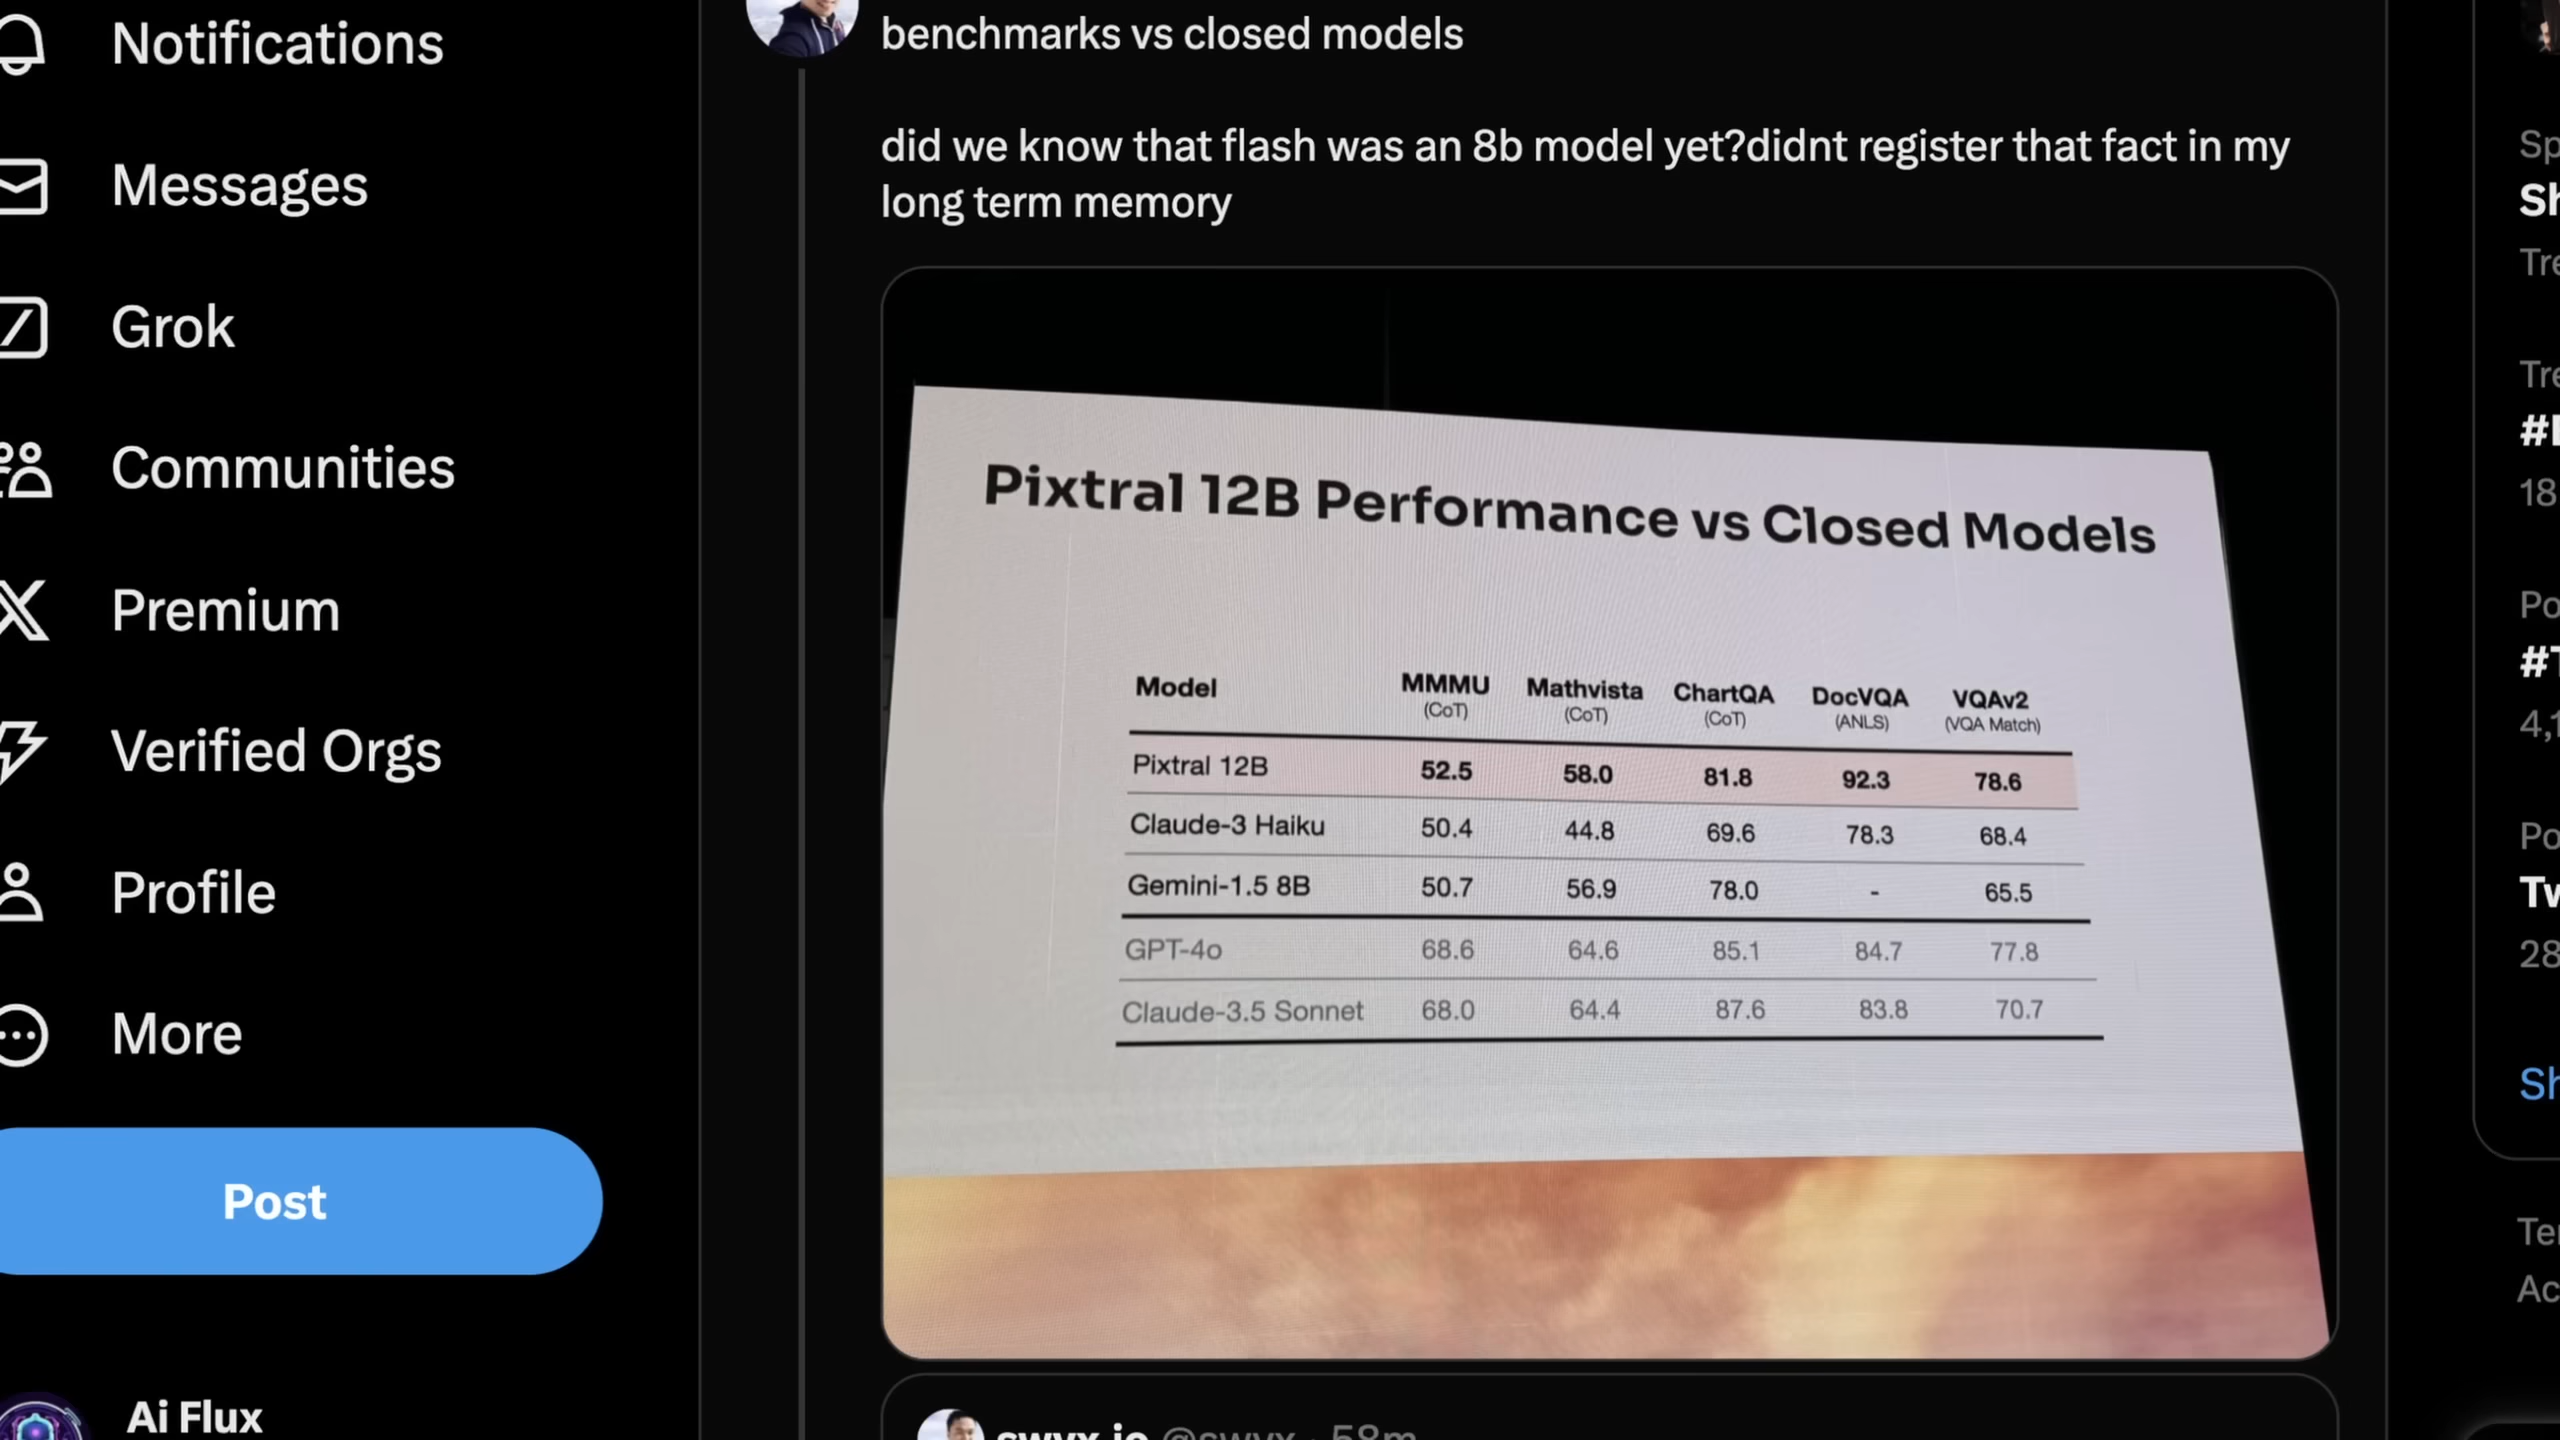 Notifications
Messages
Grok
Communities
Premium
Verified Orgs
Profile
More
Post
Ai Flux
benchmarks vs closed models
did we know that flash was an 8b model yet?didnt register that fact in my
long term memory
Pixtral 12B Performance vs Closed Models
Model MMMU Mathvista ChartQA DocVQA VQAv2
(CoT) (CoT) (CoT) (ANLS) (VQA Match)
Pixtral 12B 52.5 58.0 81.8 92.3 78.6
Claude-3 Haiku 50.4 44.8 69.6 78.3 68.4
Gemini-1.5 8B 50.7 56.9 78.0 - 65.5
GPT-4o 68.6 64.6 85.1 84.7 77.8
Claude-3.5 Sonnet 68.0 64.4 87.6 83.8 70.7
swyx.io @swyx · 58m
18